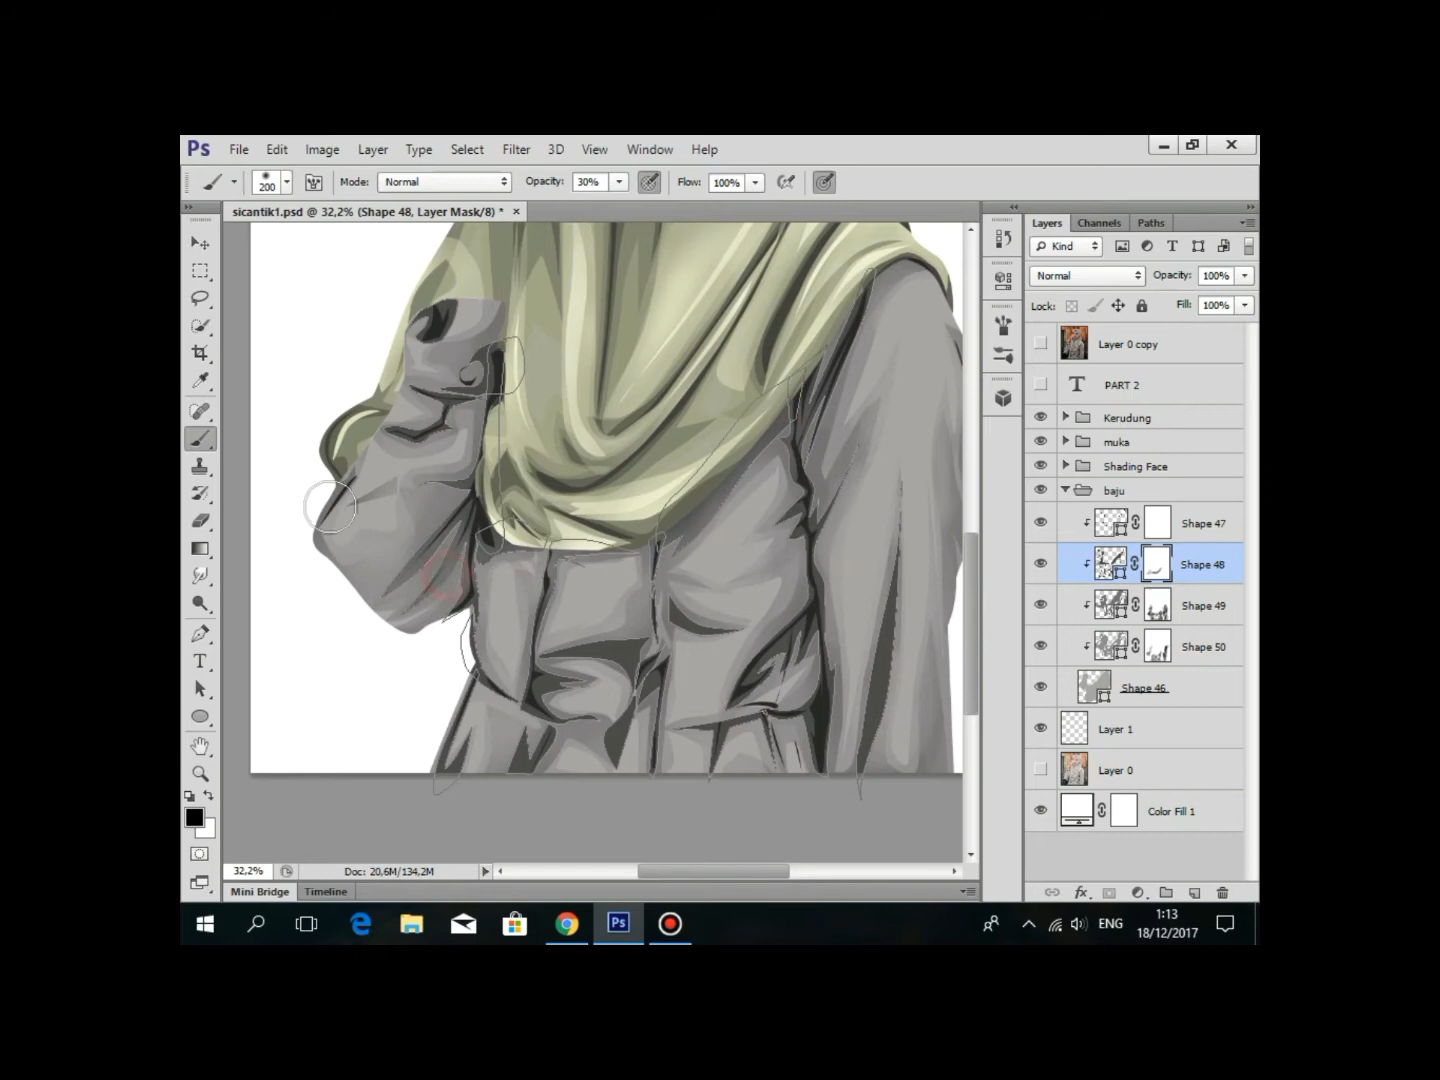 Ps File Edit Image Layer Type Select Filter 3D View Window Help
200 Mode: Normal Opacity: 30% Flow: 100%
sicantik1.psd @ 32,2% (Shape 48, Layer Mask/8) * ×
Layers Channels Paths
Kind
Normal Opacity: 100%
Lock: Fill: 100%
Layer 0 copy
T PART 2
Kerudung
muka
Shading Face
baju
Shape 47
Shape 48
Shape 49
Shape 50
Shape 46
Layer 1
Layer 0
Color Fill 1
32,2% Doc: 20,6M/134,2M
fx
Mini Bridge Timeline
Ps
ENG
1:13
18/12/2017